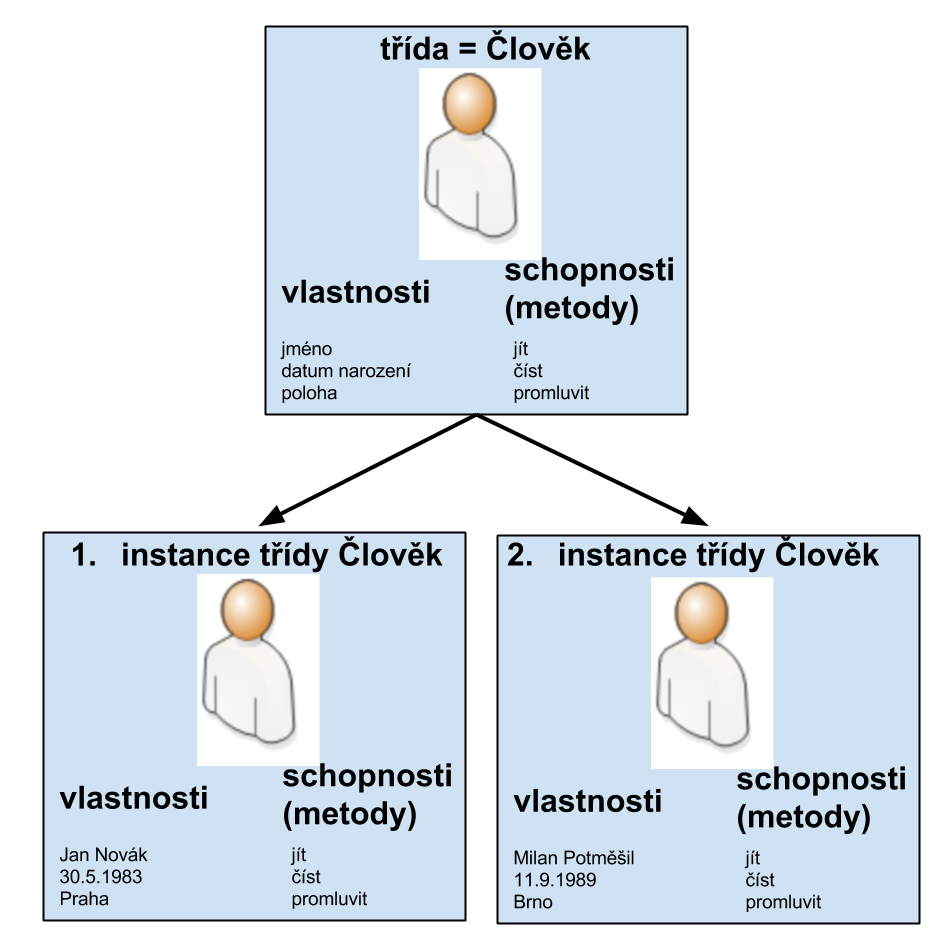 třída = Člověk
vlastnosti
schopnosti
(metody)
jméno
datum narození
poloha
jít
číst
promluvit
1. instance třídy Člověk
vlastnosti
schopnosti
(metody)
Jan Novák
30.5.1983
Praha
jít
číst
promluvit
2. instance třídy Člověk
vlastnosti
schopnosti
(metody)
Milan Potměšil
11.9.1989
Brno
jít
číst
promluvit